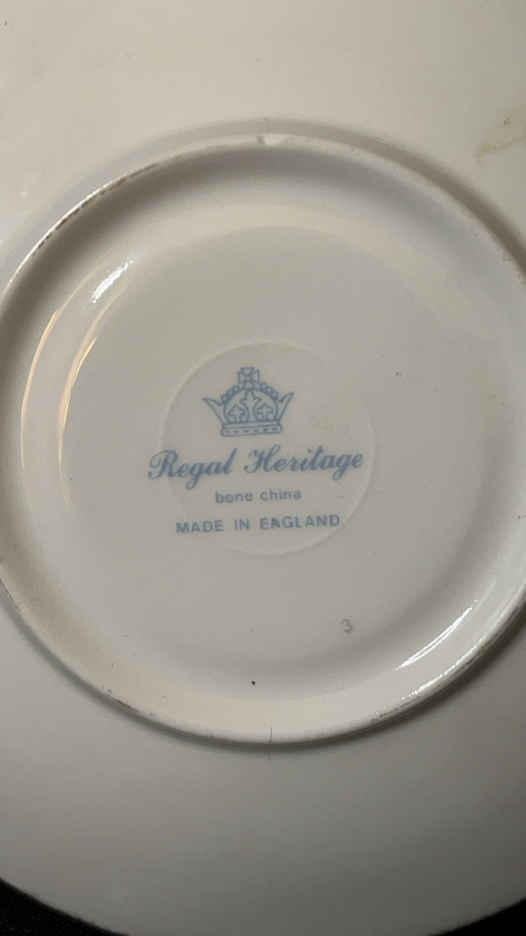 Regal Heritage
bone china
MADE IN ENGLAND
3